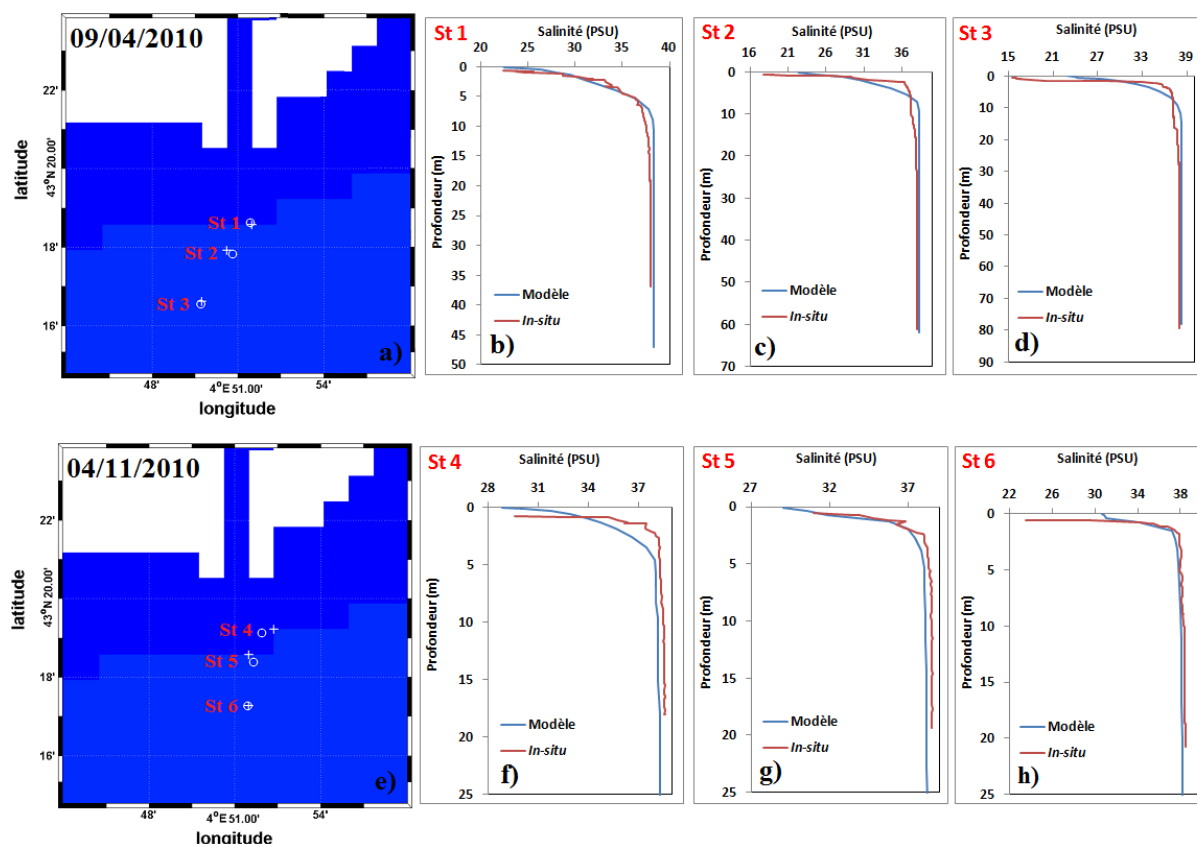 09/04/2010
latitude
22'
43°N 20.00'
18'
16'
St 1
St 2
St 3
a)
48'
4°E 51.00'
54'
longitude
St 1
Salinité (PSU)
20 25 30 35 40
Profondeur (m)
0
5
10
15
20
25
30
35
40
45
50
Modèle
In-situ
b)
St 2
Salinité (PSU)
16 21 26 31 36
Profondeur (m)
0
10
20
30
40
50
60
70
Modèle
In-situ
c)
St 3
Salinité (PSU)
15 21 27 33 39
Profondeur (m)
0
10
20
30
40
50
60
70
80
90
Modèle
In-situ
d)
04/11/2010
latitude
22'
43°N 20.00'
18'
16'
St 4
St 5
St 6
e)
48'
4°E 51.00'
54'
longitude
St 4
Salinité (PSU)
28 31 34 37
Profondeur (m)
0
5
10
15
20
25
Modèle
In-situ
f)
St 5
Salinité (PSU)
27 32 37
Profondeur (m)
0
5
10
15
20
25
Modèle
In-situ
g)
St 6
Salinité (PSU)
22 26 30 34 38
Profondeur (m)
0
5
10
15
20
25
Modèle
In-situ
h)